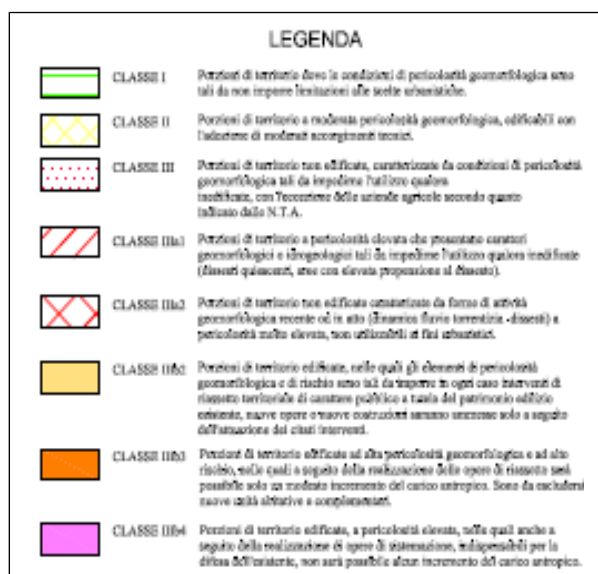 LEGENDA
CLASSE I
Porzioni di territorio dove le condizioni di pericolosità geomorfologica sono
tali da non imporre limitazioni alle scelte urbanistiche.
CLASSE II
Porzioni di territorio a moderata pericolosità geomorfologica, edificabili con
l'adozione di moderati accorgimenti tecnici.
CLASSE III
Porzioni di territorio non edificate, caratterizzate da condizioni di pericolosità
geomorfologica tali da impedirne l'utilizzo qualora
inedificate, con l'eccezione delle aziende agricole secondo quanto
indicato dalle N.T.A.
CLASSE IIIa1
Porzioni di territorio a pericolosità elevata che presentano caratteri
geomorfologici e idrogeologici tali da impedirne l'utilizzo qualora inedificate
(dissesti quiescenti, aree con elevata propensione al dissesto).
CLASSE IIIa2
Porzioni di territorio non edificate caratterizzate da forme di attività
geomorfologica recente od in atto (dinamica fluvio torrentizia - dissesti) a
pericolosità molto elevata, non utilizzabili ai fini urbanistici.
CLASSE IIIb2
Porzioni di territorio edificate, nelle quali gli elementi di pericolosità
geomorfologica e di rischio sono tali da imporre in ogni caso interventi di
riassetto territoriale di carattere pubblico a tutela del patrimonio edilizio
esistente, nuove opere o nuove costruzioni saranno ammesse solo a seguito
dell'attuazione dei citati interventi.
CLASSE IIIb3
Porzioni di territorio edificate ad alta pericolosità geomorfologica e ad alto
rischio, nelle quali a seguito della realizzazione delle opere di riassetto sarà
possibile solo un modesto incremento del carico antropico. Sono da escludersi
nuove unità abitative e complementari.
CLASSE IIIb4
Porzioni di territorio edificate, a pericolosità elevata, nelle quali anche a
seguito della realizzazione di opere di sistemazione, indispensabili per la
difesa dell'esistente, non sarà possibile alcun incremento del carico antropico.